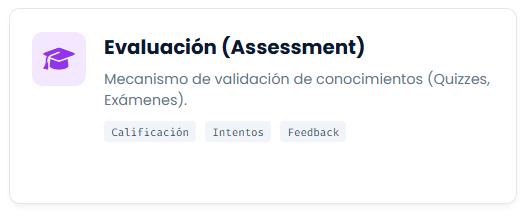 Evaluación (Assessment)
Mecanismo de validación de conocimientos (Quizzes,
Exámenes).
Calificación Intentos Feedback